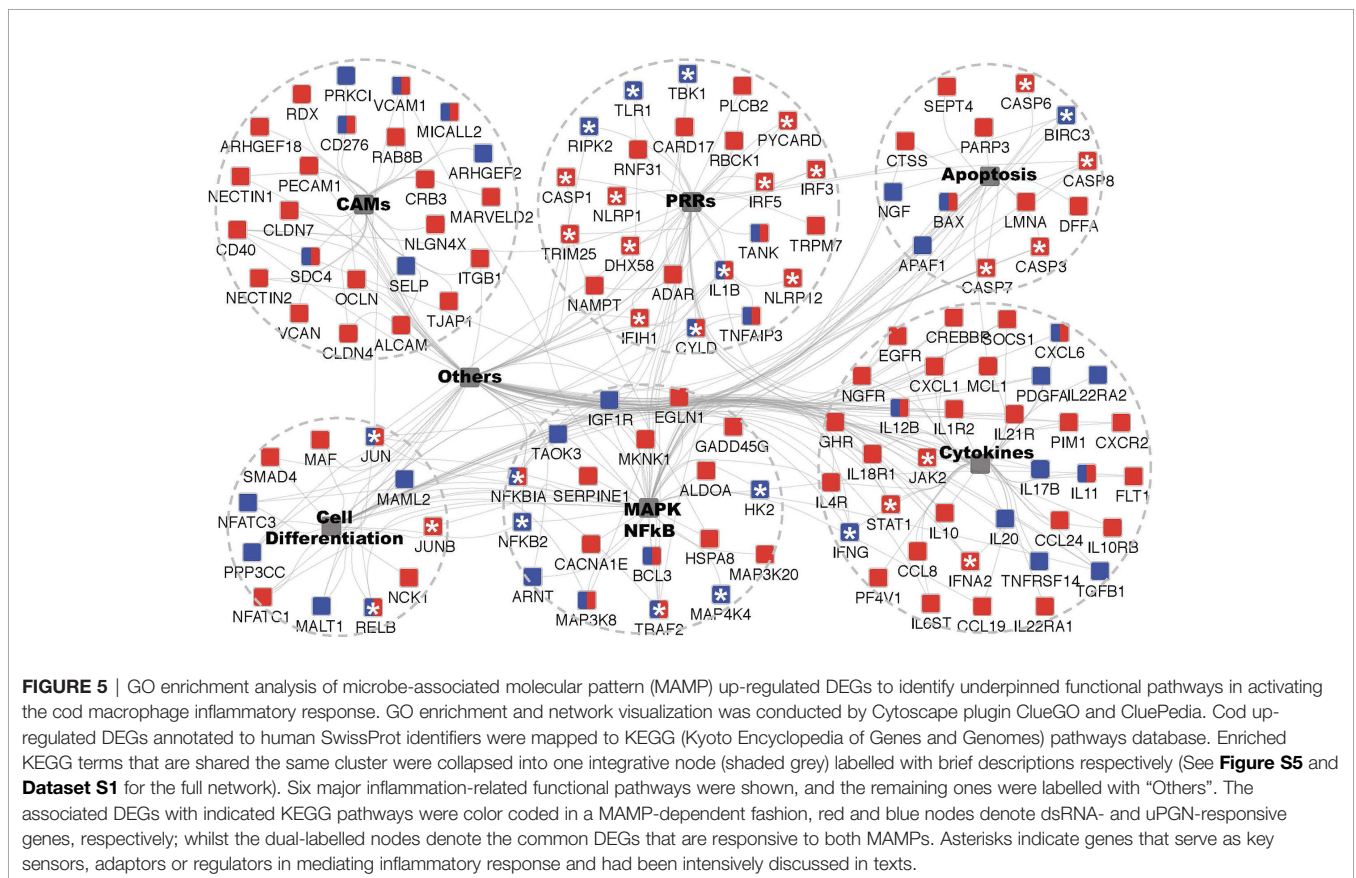 PRKCI
VCAM1
RDX
MICALL2
ARHGEF18
CD276
RAB8B
ARHGEF2
NECTIN1
PECAM1
CAMs
CRB3
MARVELD2
CLDN7
CD40
NLGN4X
SDC4
SELP
ITGB1
NECTIN2
OCLN
TJAP1
VCAN
CLDN4
ALCAM
TBK1
TLR1
PLCB2
RIPK2
CARD17
PYCARD
RNF31
RBCK1
CASP1
IRF3
NLRP1
PRRs
IRF5
TRIM25
TANK
TRPM7
DHX58
NAMPT
ADAR
IL1B
NLRP12
IFIH1
CYLD
TNFAIP3
SEPT4
CASP6
BIRC3
CTSS
PARP3
Apoptosis
CASP8
NGF
BAX
LMNA
DFFA
APAF1
CASP3
CASP7
Others
CREBBP
SOCS1
EGFR
CXCL6
NGFR
CXCL1
MCL1
PDGFA
IL22RA2
IL12B
IL1R2
IL21R
PIM1
CXCR2
GHR
Cytokines
IL18R1
JAK2
IL17B
IL11
FLT1
IL4R
STAT1
IL10
IL20
CCL24
IL10RB
IFNG
CCL8
IFNA2
TNFRSF14
TGFB1
PF4V1
IL6ST
CCL19
IL22RA1
JUN
MAF
SMAD4
MAML2
NFATC3
Cell
Differentiation
JUNB
PPP3CC
NCK1
NFATC1
MALT1
RELB
IGF1R
EGLN1
TAOK3
MKNK1
GADD45G
NFKBIA
SERPINE1
ALDOA
HK2
MAPK
NFkB
NFKB2
CACNA1E
HSPA8
MAP3K20
ARNT
BCL3
MAP3K8
TRAF2
MAP4K4
FIGURE 5 | GO enrichment analysis of microbe-associated molecular pattern (MAMP) up-regulated DEGs to identify underpinned functional pathways in activating
the cod macrophage inflammatory response. GO enrichment and network visualization was conducted by Cytoscape plugin ClueGO and CluePedia. Cod up-
regulated DEGs annotated to human SwissProt identifiers were mapped to KEGG (Kyoto Encyclopedia of Genes and Genomes) pathways database. Enriched
KEGG terms that are shared the same cluster were collapsed into one integrative node (shaded grey) labelled with brief descriptions respectively (See Figure S5 and
Dataset S1 for the full network). Six major inflammation-related functional pathways were shown, and the remaining ones were labelled with “Others”. The
associated DEGs with indicated KEGG pathways were color coded in a MAMP-dependent fashion, red and blue nodes denote dsRNA- and uPGN-responsive
genes, respectively; whilst the dual-labelled nodes denote the common DEGs that are responsive to both MAMPs. Asterisks indicate genes that serve as key
sensors, adaptors or regulators in mediating inflammatory response and had been intensively discussed in texts.